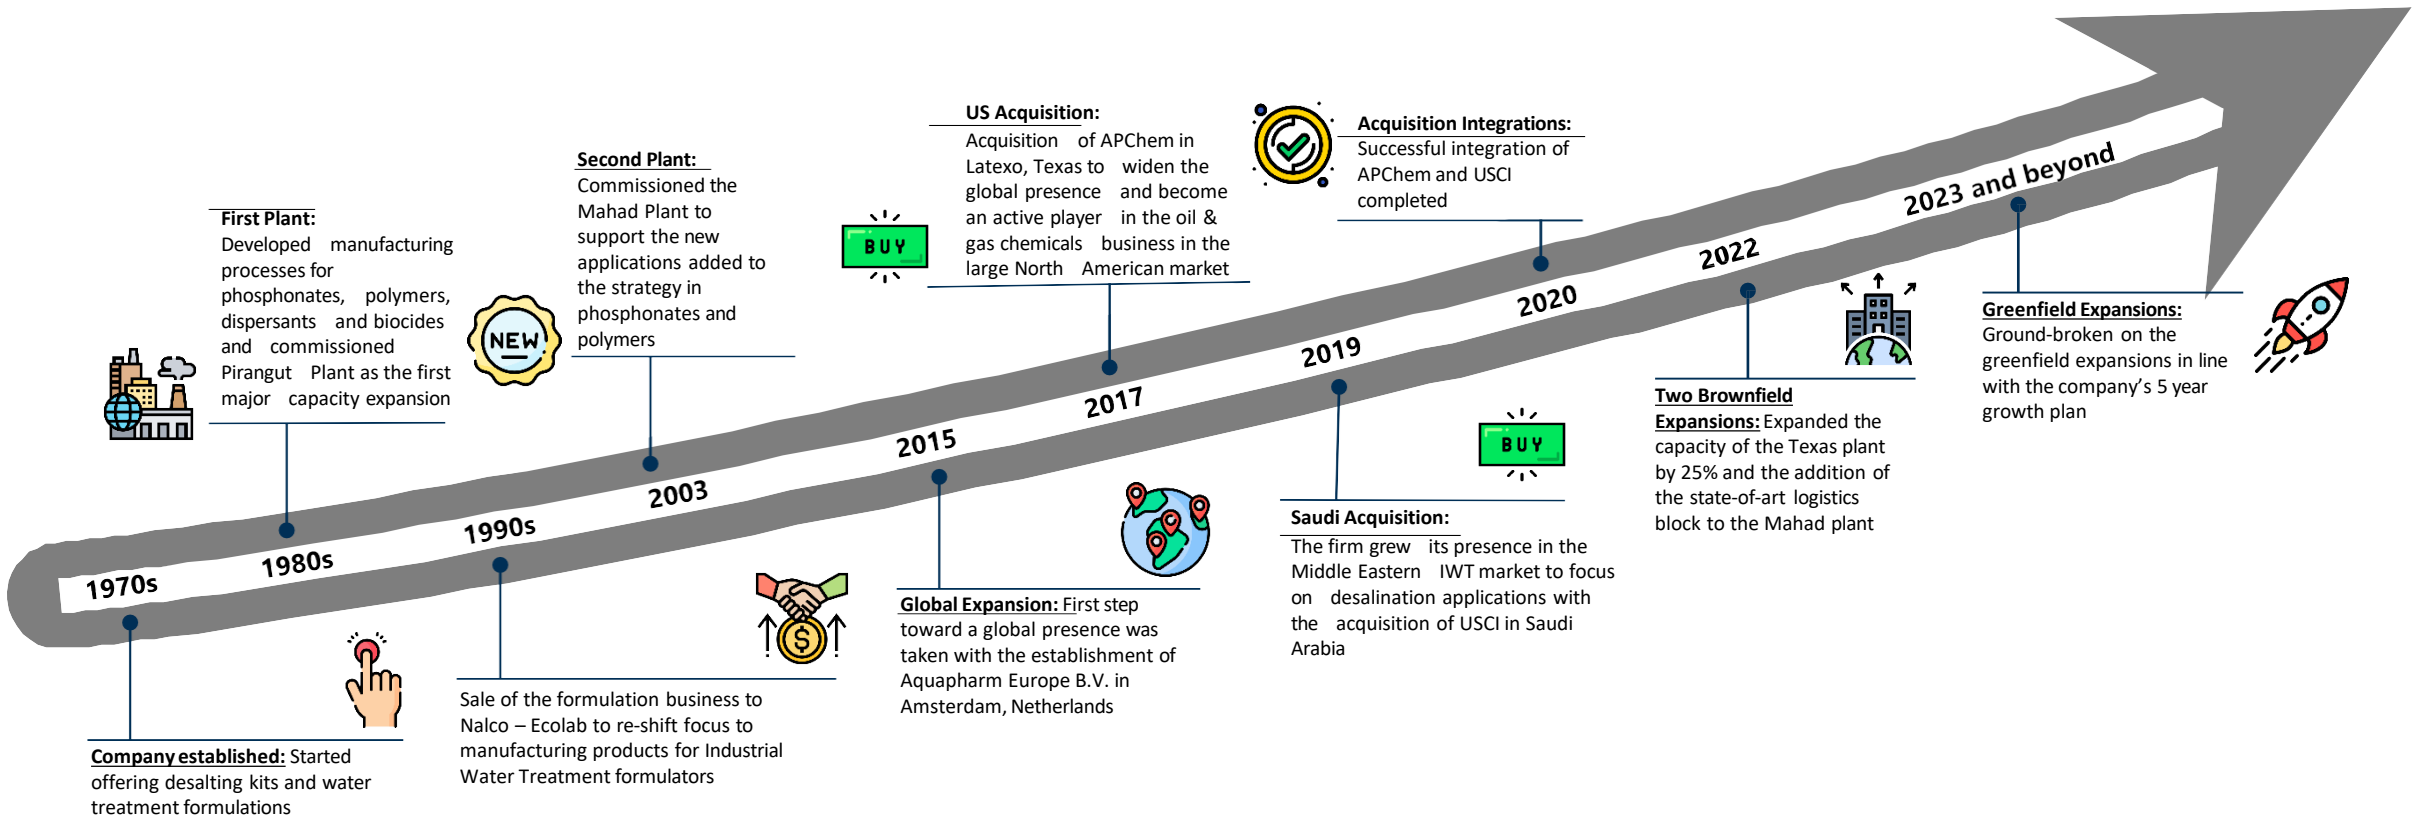 1970s
Company established: Started
offering desalting kits and water
treatment formulations
First Plant:
Developed manufacturing
processes for
phosphonates, polymers,
dispersants and biocides
and commissioned
Pirangut Plant as the first
major capacity expansion
1980s
1990s
Sale of the formulation business to
Nalco – Ecolab to re-shift focus to
manufacturing products for Industrial
Water Treatment formulators
NEW
Second Plant:
Commissioned the
Mahad Plant to
support the new
applications added to
the strategy in
phosphonates and
polymers
2003
$
2015
Global Expansion: First step
toward a global presence was
taken with the establishment of
Aquapharm Europe B.V. in
Amsterdam, Netherlands
BUY
US Acquisition:
Acquisition of APChem in
Latexo, Texas to widen the
global presence and become
an active player in the oil &
gas chemicals business in the
large North American market
2017
2019
BUY
Saudi Acquisition:
The firm grew its presence in the
Middle Eastern IWT market to focus
on desalination applications with
the acquisition of USCI in Saudi
Arabia
Acquisition Integrations:
Successful integration of
APChem and USCI
completed
2020
2022
Two Brownfield
Expansions: Expanded the
capacity of the Texas plant
by 25% and the addition of
the state-of-art logistics
block to the Mahad plant
2023 and beyond
Greenfield Expansions:
Ground-broken on the
greenfield expansions in line
with the company’s 5 year
growth plan